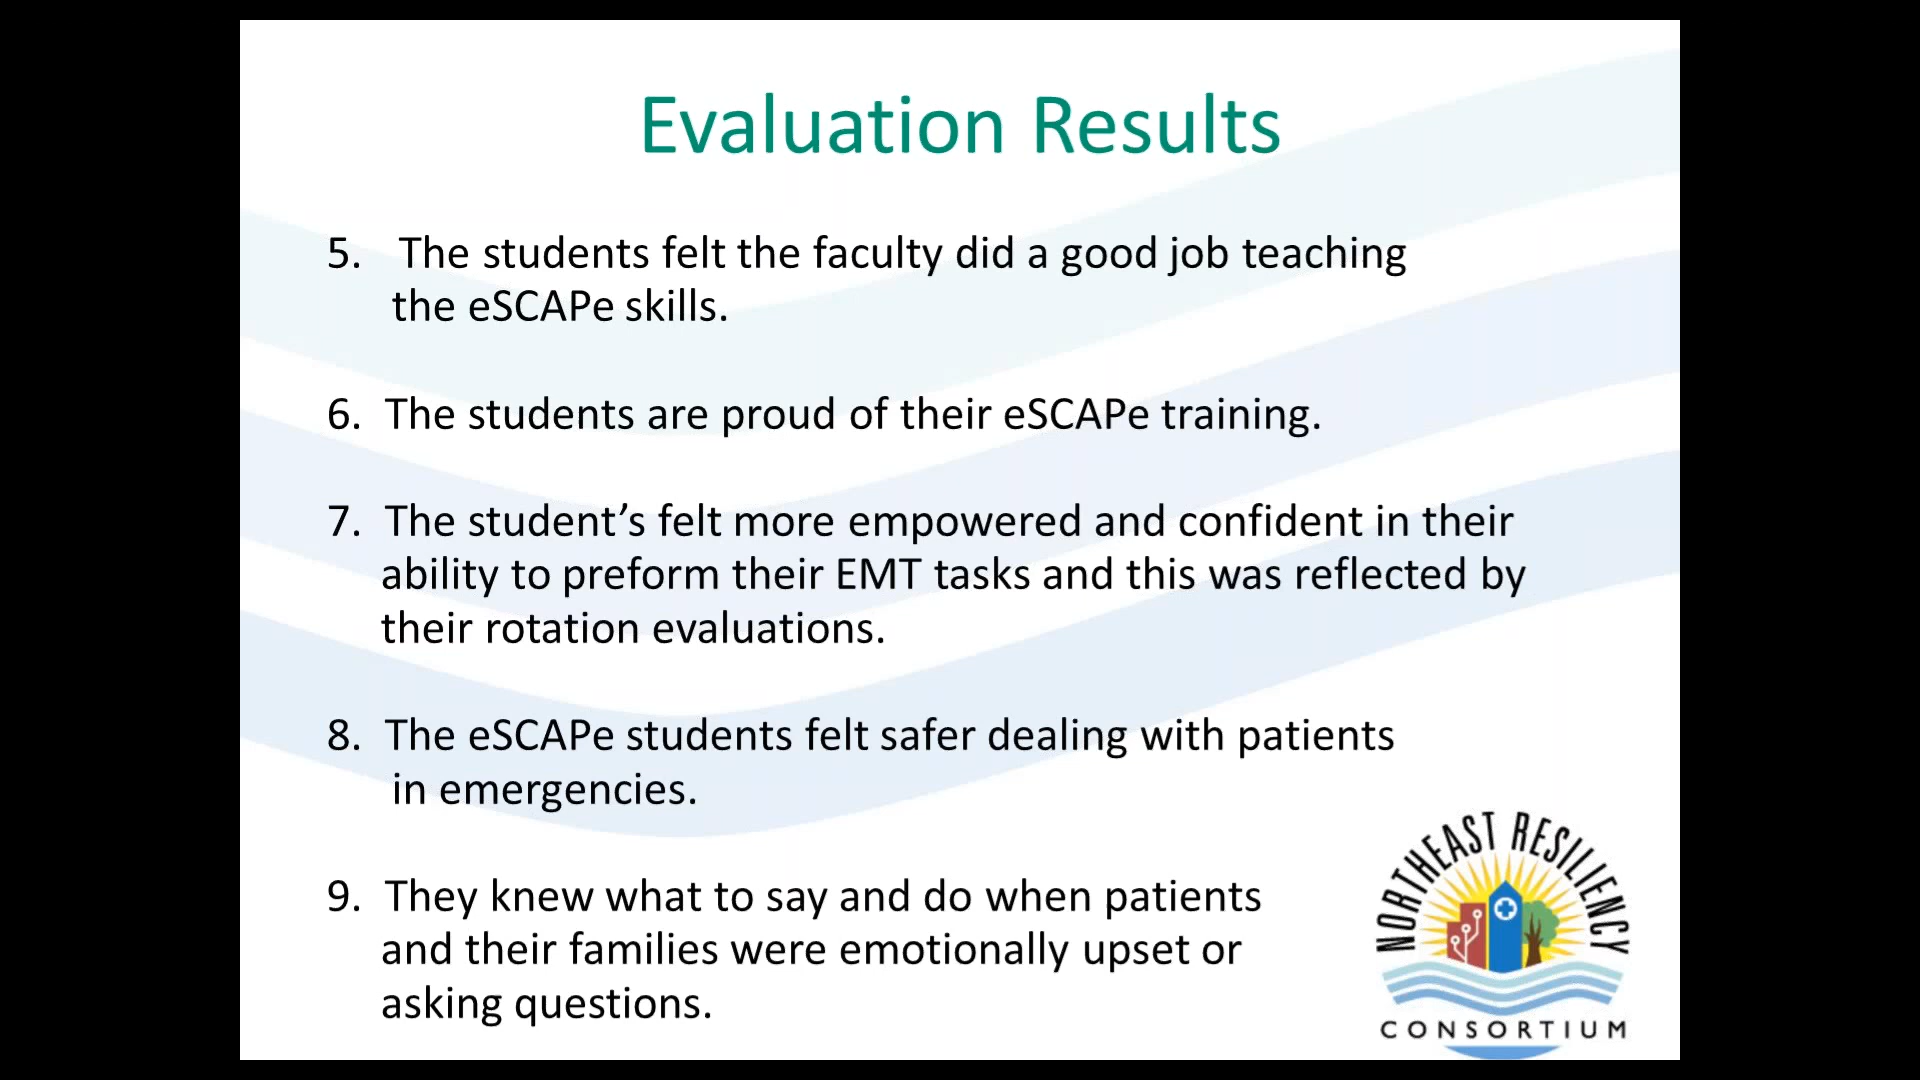 Evaluation Results
5. The students felt the faculty did a good job teaching
the eSCAPe skills.
6. The students are proud of their eSCAPe training.
7. The student’s felt more empowered and confident in their
ability to preform their EMT tasks and this was reflected by
their rotation evaluations.
8. The eSCAPe students felt safer dealing with patients
in emergencies.
9. They knew what to say and do when patients
and their families were emotionally upset or
asking questions.
NORTHEAST RESILIENCY
CONSORTIUM